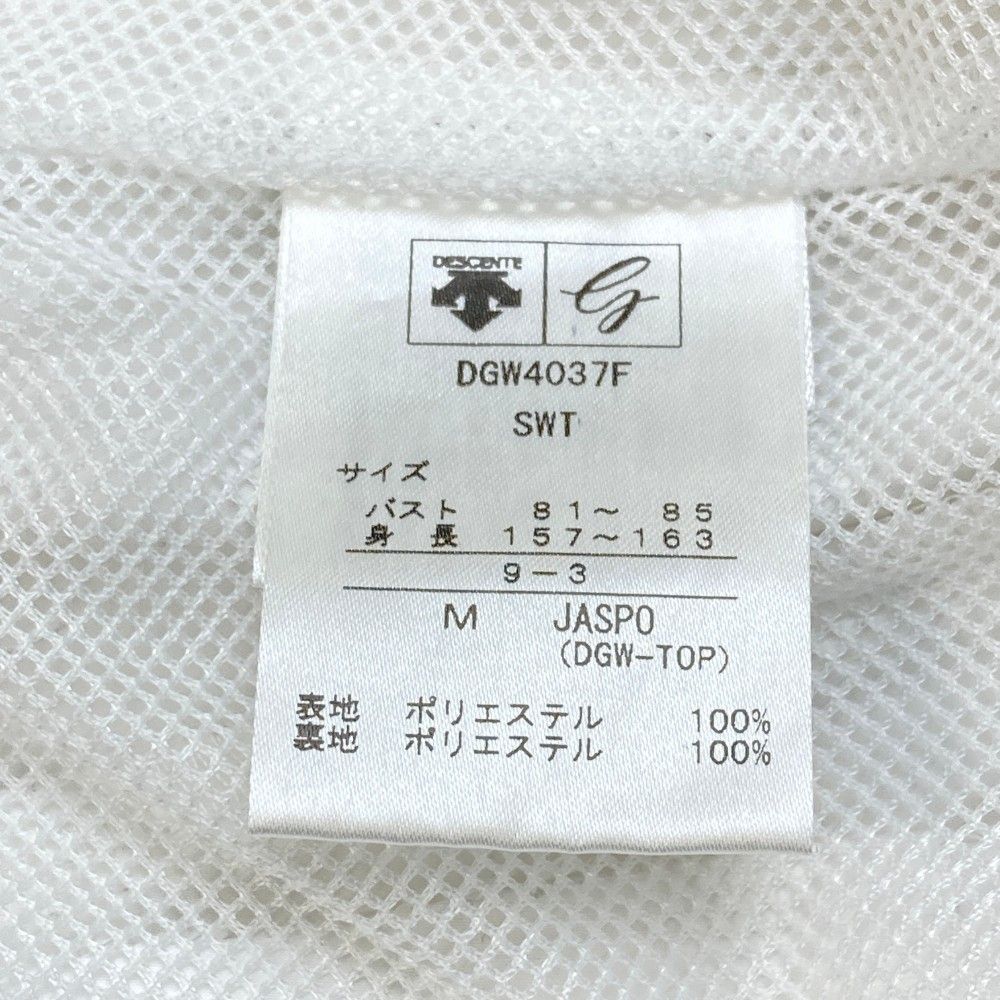 DESCENTE
G
DGW4037F
SWT
サイズ
バスト 81～ 85
身長 157～163
9-3
M JASPO
(DGW-TOP)
表地 ポリエステル 100%
裏地 ポリエステル 100%